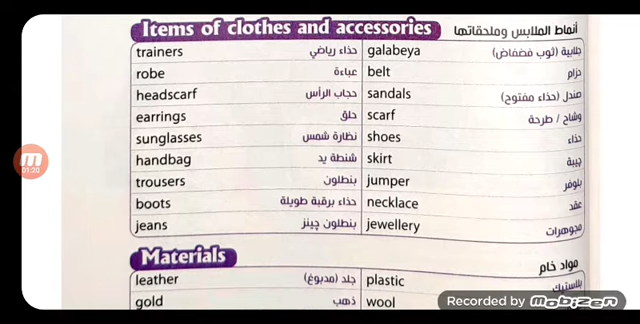 Items of clothes and accessories أنماط الملابس وملحقاتها
trainers حذاء رياضي galabeya جلابية (ثوب فضفاض)
robe عباءة belt حزام
headscarf حجاب الرأس sandals صندل (حذاء مفتوح)
earrings حلق scarf وشاح / طرحة
sunglasses نظارة شمس shoes حذاء
handbag شنطة يد skirt جيبة
trousers بنطلون jumper بلوفر
boots حذاء برقبة طويلة necklace عقد
jeans بنطلون چينز jewellery مجوهرات
Materials مواد خام
leather جلد (مدبوغ) plastic بلاستيك
gold ذهب wool
01:20
Recorded by Mobizen